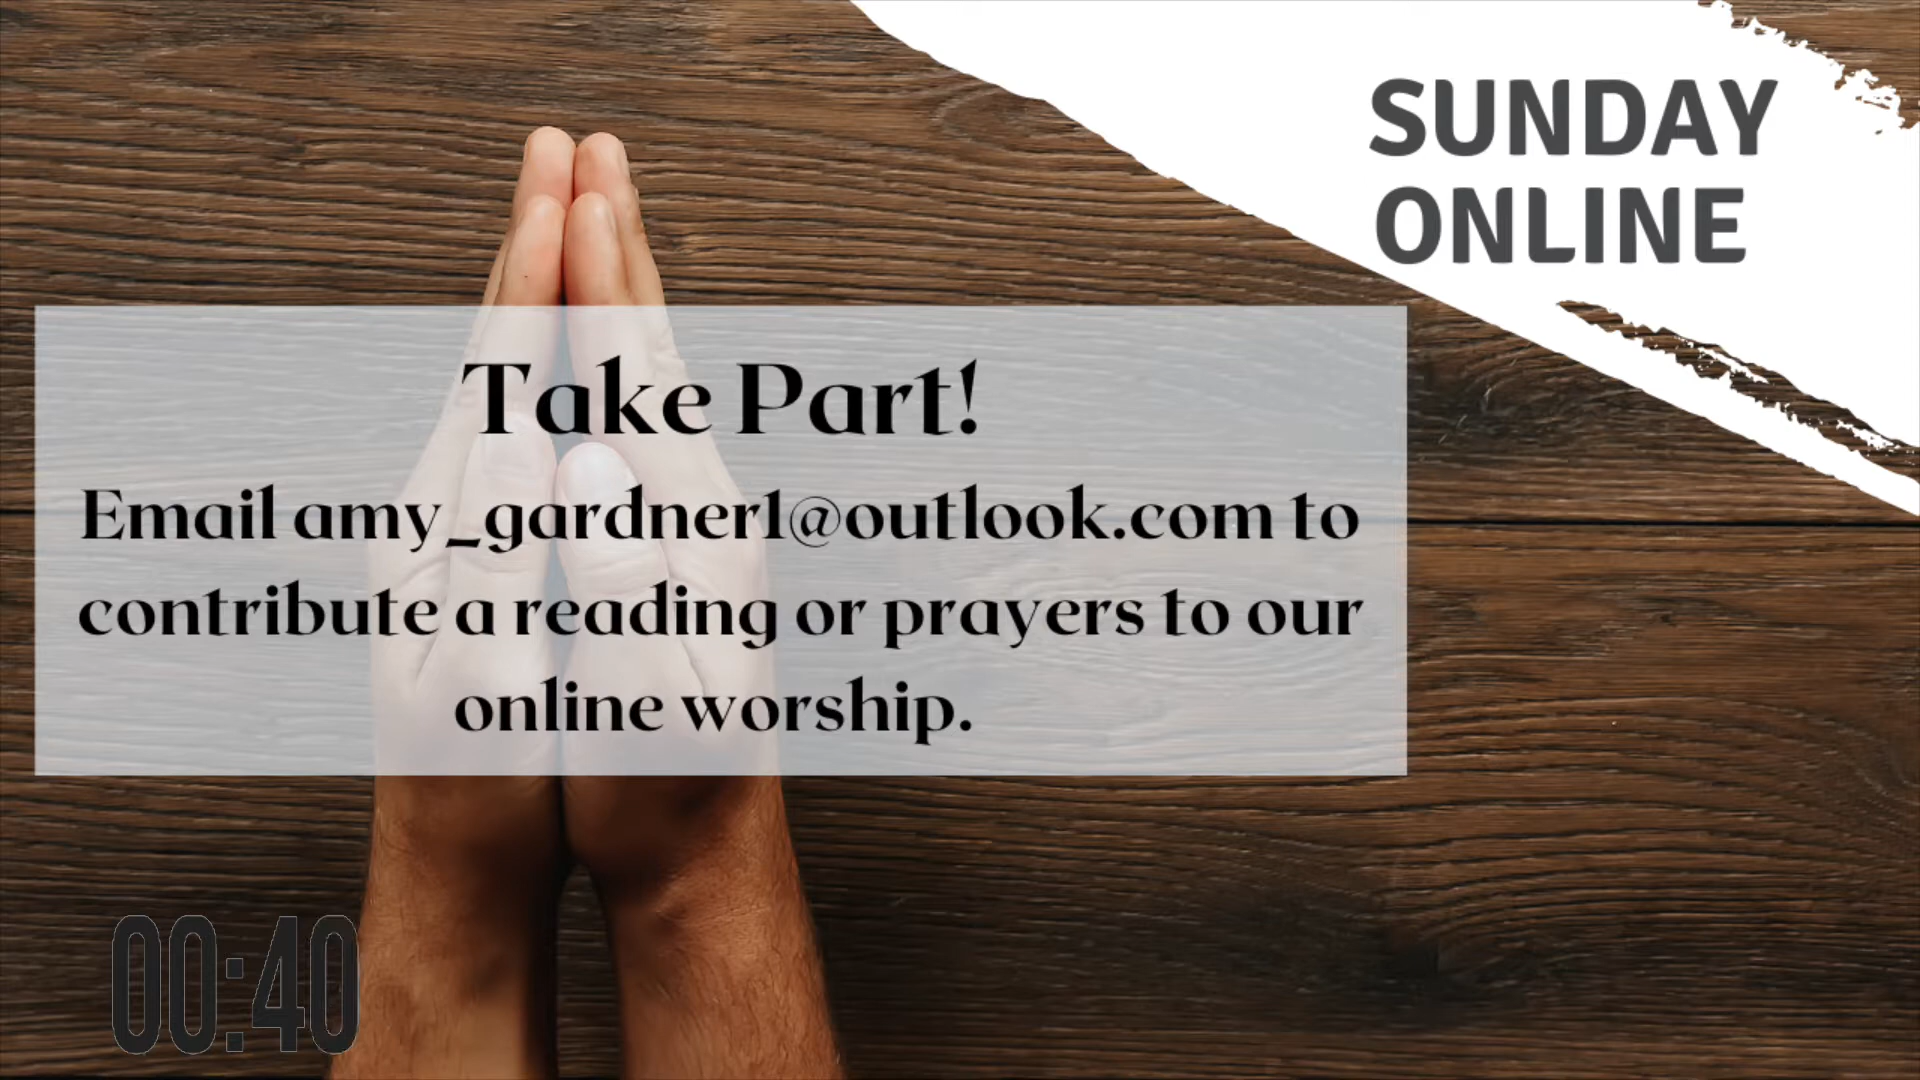 SUNDAY
ONLINE
Take Part!
Email amy_gardner1@outlook.com to
contribute a reading or prayers to our
online worship.
00:40